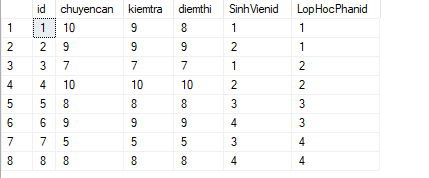 id chuyencan kiemtra diemthi SinhVienid LopHocPhanid
1 1 10 9 8 1 1
2 2 9 9 9 2 1
3 3 7 7 7 1 2
4 4 10 10 10 2 2
5 5 8 8 8 3 3
6 6 9 9 9 4 3
7 7 5 5 5 3 4
8 8 8 8 8 4 4